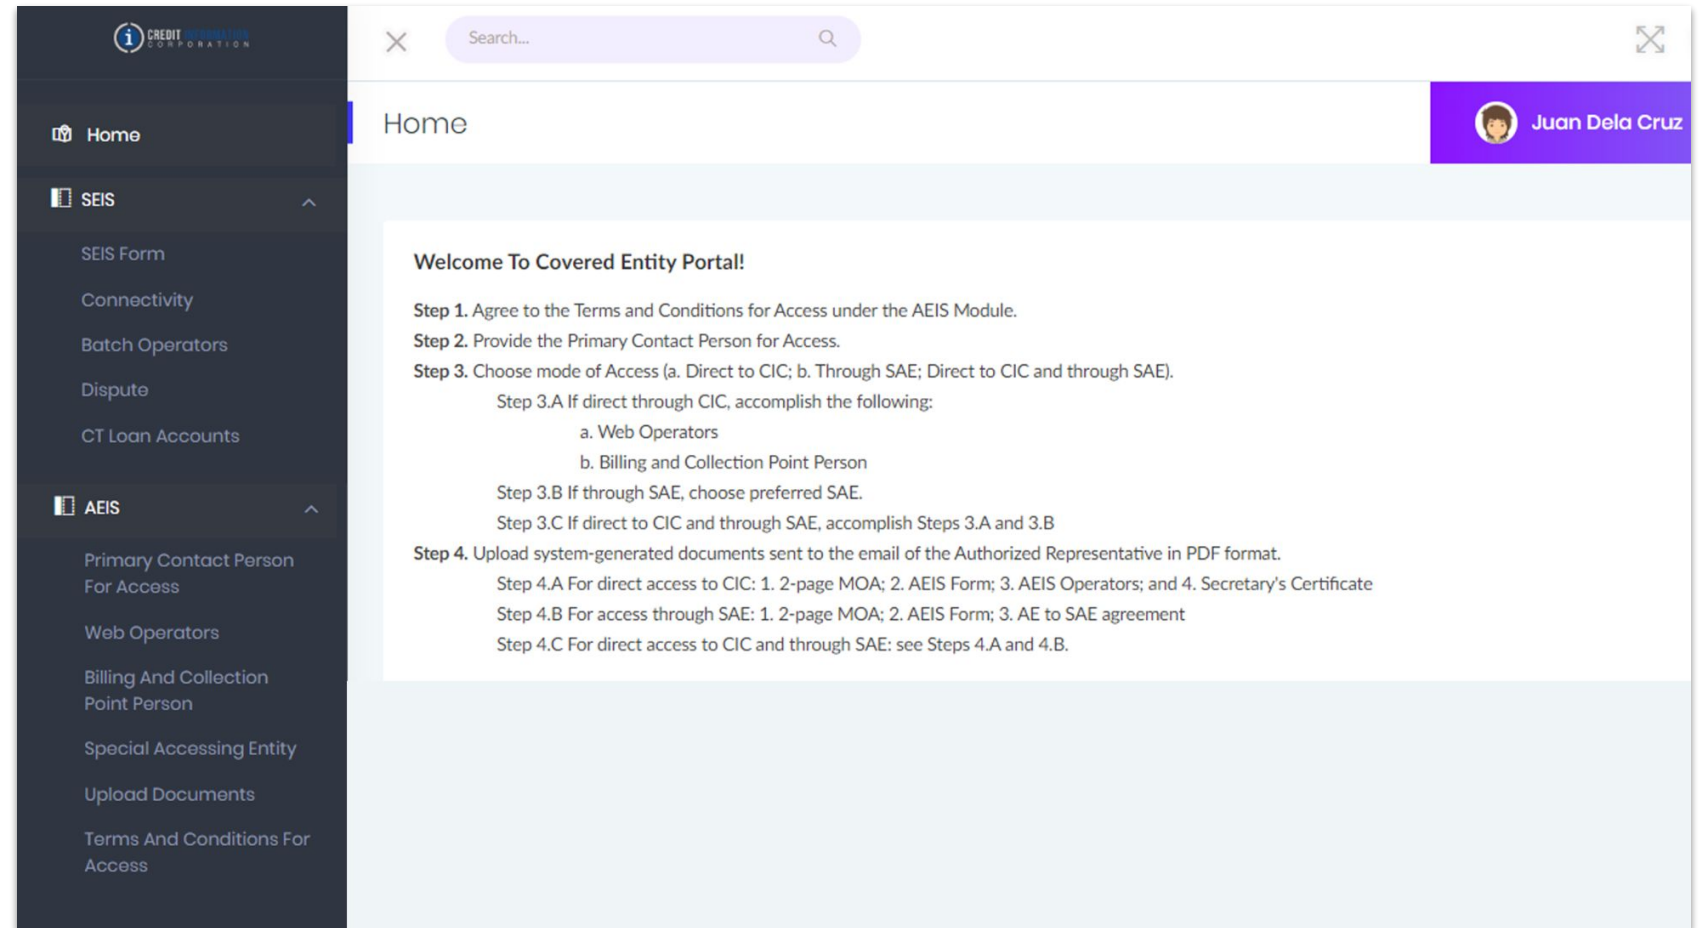 CREDIT INFORMATION
CORPORATION
Search...
Home
Juan Dela Cruz
Home
SEIS
SEIS Form
Connectivity
Batch Operators
Dispute
CT Loan Accounts
AEIS
Primary Contact Person
For Access
Web Operators
Billing And Collection
Point Person
Special Accessing Entity
Upload Documents
Terms And Conditions For
Access
Welcome To Covered Entity Portal!
Step 1. Agree to the Terms and Conditions for Access under the AEIS Module.
Step 2. Provide the Primary Contact Person for Access.
Step 3. Choose mode of Access (a. Direct to CIC; b. Through SAE; Direct to CIC and through SAE).
Step 3.A If direct through CIC, accomplish the following:
a. Web Operators
b. Billing and Collection Point Person
Step 3.B If through SAE, choose preferred SAE.
Step 3.C If direct to CIC and through SAE, accomplish Steps 3.A and 3.B
Step 4. Upload system-generated documents sent to the email of the Authorized Representative in PDF format.
Step 4.A For direct access to CIC: 1. 2-page MOA; 2. AEIS Form; 3. AEIS Operators; and 4. Secretary's Certificate
Step 4.B For access through SAE: 1. 2-page MOA; 2. AEIS Form; 3. AE to SAE agreement
Step 4.C For direct access to CIC and through SAE: see Steps 4.A and 4.B.